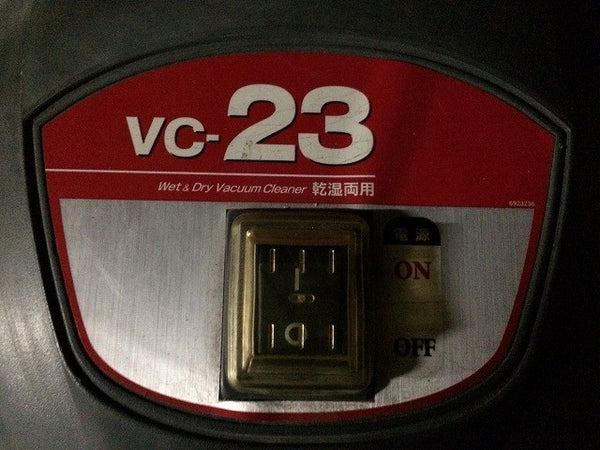 VC-23
Wet & Dry Vacuum Cleaner 乾湿両用
6923236
電源
ON
OFF